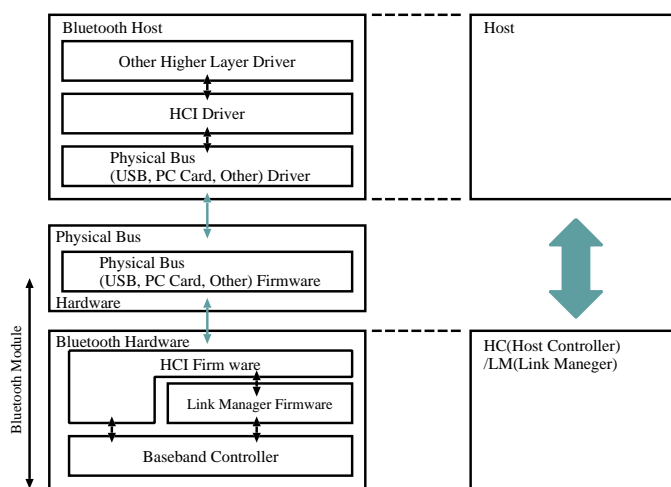 Bluetooth Host
Host
Other Higher Layer Driver
HCI Driver
Physical Bus
(USB, PC Card, Other) Driver
Physical Bus
Physical Bus
(USB, PC Card, Other) Firmware
Hardware
Bluetooth Module
Bluetooth Hardware
HCI Firm ware
Link Manager Firmware
Baseband Controller
HC(Host Controller)
/LM(Link Maneger)